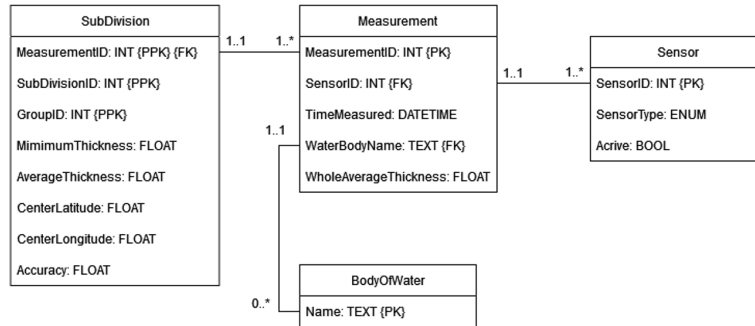 SubDivision
MeasurementID: INT {PPK} {FK}
SubDivisionID: INT {PPK}
GroupID: INT {PPK}
MimimumThickness: FLOAT
AverageThickness: FLOAT
CenterLatitude: FLOAT
CenterLongitude: FLOAT
Accuracy: FLOAT
1..1
1..*
Measurement
MeasurementID: INT {PK}
SensorID: INT {FK}
TimeMeasured: DATETIME
WaterBodyName: TEXT {FK}
WholeAverageThickness: FLOAT
1..1
1..*
Sensor
SensorID: INT {PK}
SensorType: ENUM
Acrive: BOOL
1..1
0..*
BodyOfWater
Name: TEXT {PK}